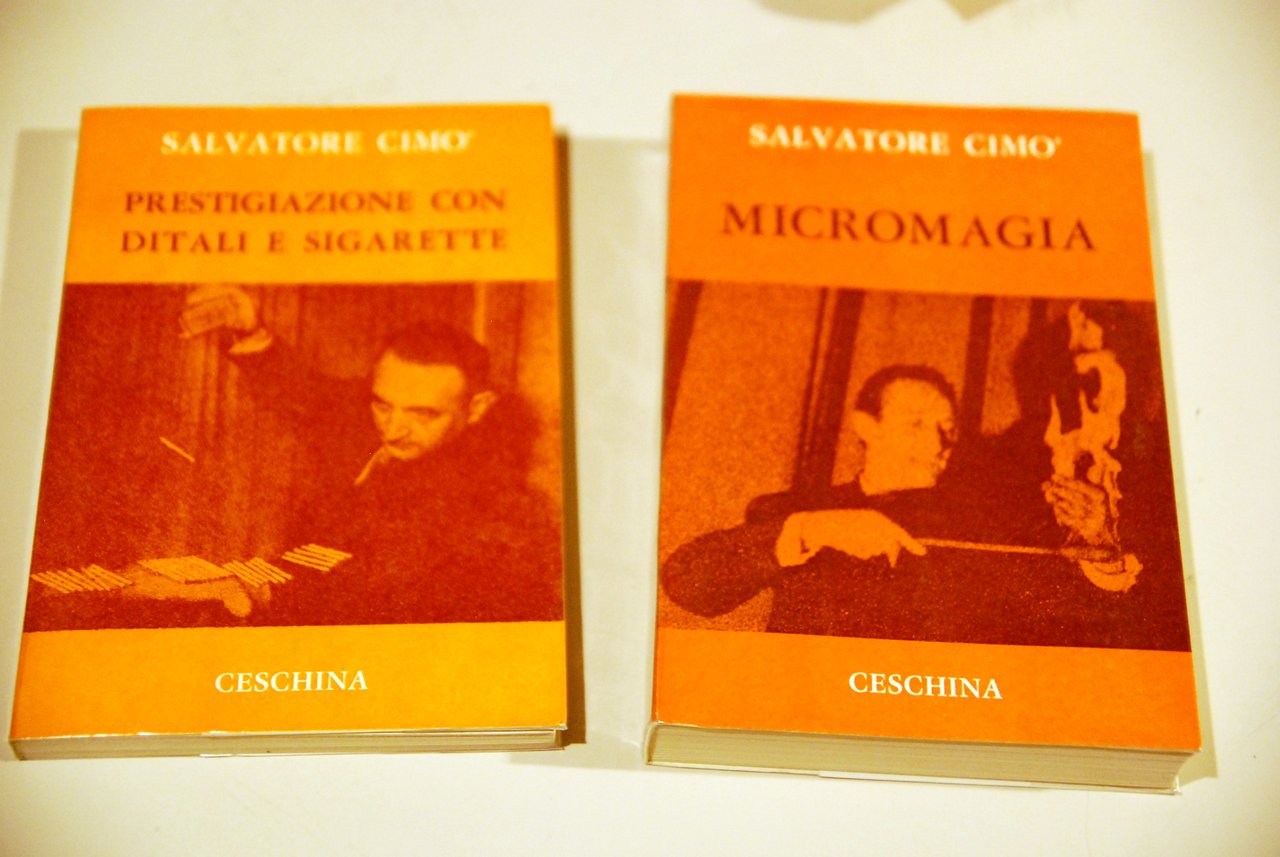 SALVATORE CIMO'
PRESTIGIAZIONE CON
DITALI E SIGARETTE
CESCHINA
SALVATORE CIMO'
MICROMAGIA
CESCHINA